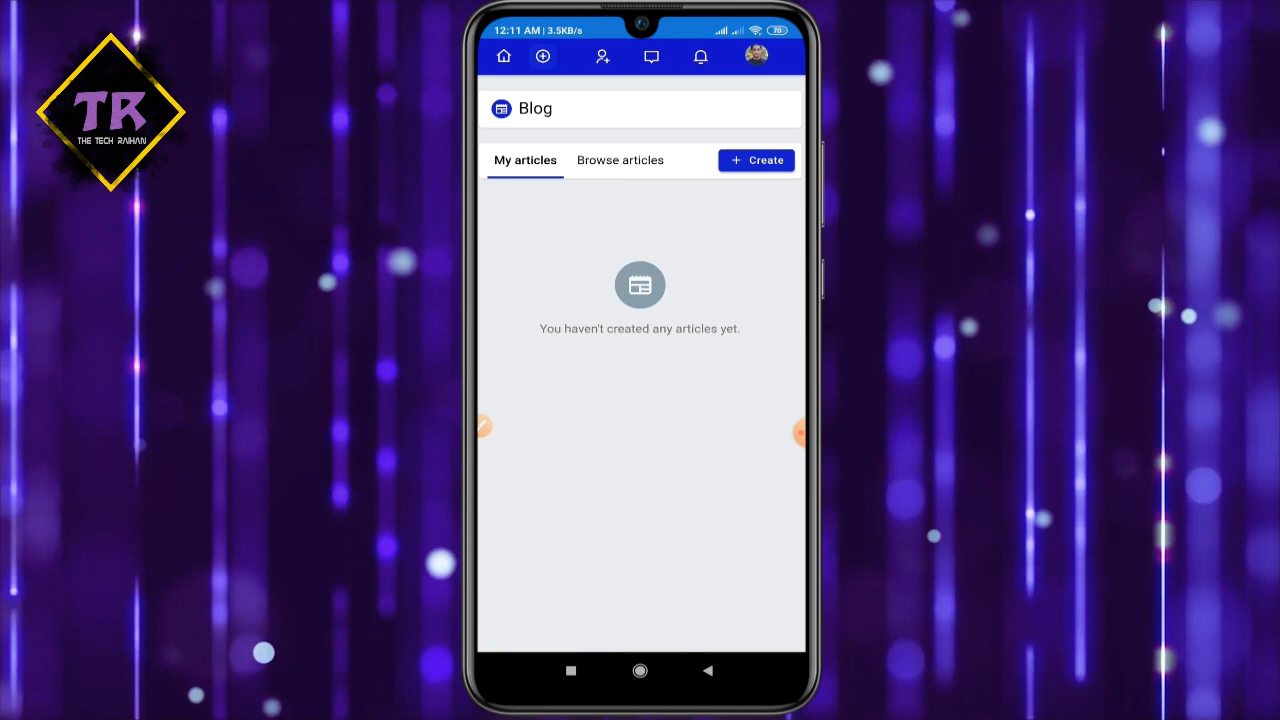 TR
THE TECH RAIHAN
12:11 AM | 3.5KB/s
70
Blog
My articles
Browse articles
+ Create
You haven't created any articles yet.